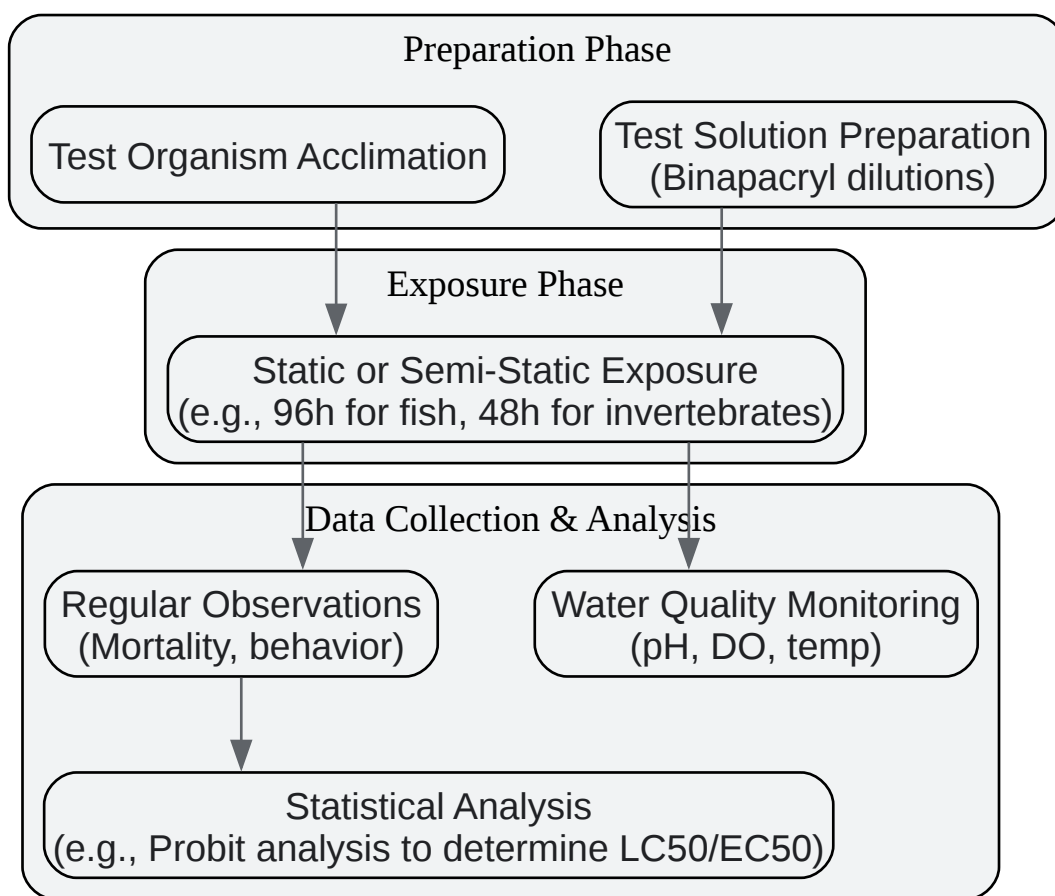 Preparation Phase
Test Organism Acclimation
Test Solution Preparation
(Binapacryl dilutions)
Exposure Phase
Static or Semi-Static Exposure
(e.g., 96h for fish, 48h for invertebrates)
Data Collection & Analysis
Regular Observations
(Mortality, behavior)
Water Quality Monitoring
(pH, DO, temp)
Statistical Analysis
(e.g., Probit analysis to determine LC50/EC50)